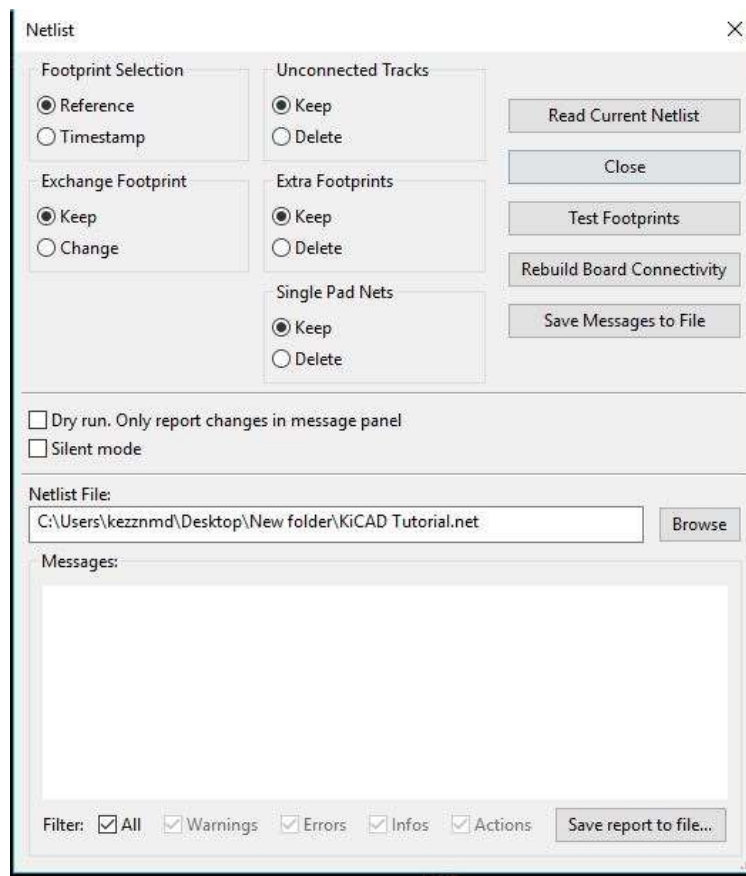 Netlist
Footprint Selection
Reference
Timestamp
Unconnected Tracks
Keep
Delete
Read Current Netlist
Close
Exchange Footprint
Keep
Change
Extra Footprints
Keep
Delete
Test Footprints
Rebuild Board Connectivity
Single Pad Nets
Keep
Delete
Save Messages to File
Dry run. Only report changes in message panel
Silent mode
Netlist File:
C:\Users\kezznmd\Desktop\New folder\KiCAD Tutorial.net
Browse
Messages:
Filter: All Warnings Errors Infos Actions Save report to file...